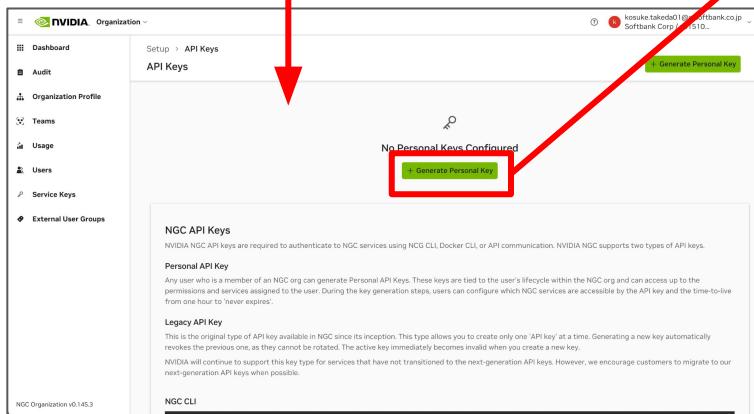 NVIDIA. Organization
kosuke.takeda01@
ftbank.co.jp
Softbank Corp
1510...
Dashboard
Audit
Organization Profile
Teams
Usage
Users
Service Keys
External User Groups
NGC Organization v0.145.3
Setup > API Keys
API Keys
+ Generate Personal Key
No Personal Keys Configured
+ Generate Personal Key
NGC API Keys
NVIDIA NGC API keys are required to authenticate to NGC services using NCG CLI, Docker CLI, or API communication. NVIDIA NGC supports two types of API keys.
Personal API Key
Any user who is a member of an NGC org can generate Personal API Keys. These keys are tied to the user's lifecycle within the NGC org and can access up to the
permissions and services assigned to the user. During the key generation steps, users can configure which NGC services are accessible by the API key and the time-to-live
from one hour to 'never expires'.
Legacy API Key
This is the original type of API key available in NGC since its inception. This type allows you to create only one 'API key' at a time. Generating a new key automatically
revokes the previous one, as they cannot be rotated. The active key immediately becomes invalid when you create a new key.
NVIDIA will continue to support this key type for services that have not transitioned to the next-generation API keys. However, we encourage customers to migrate to our
next-generation API keys when possible.
NGC CLI